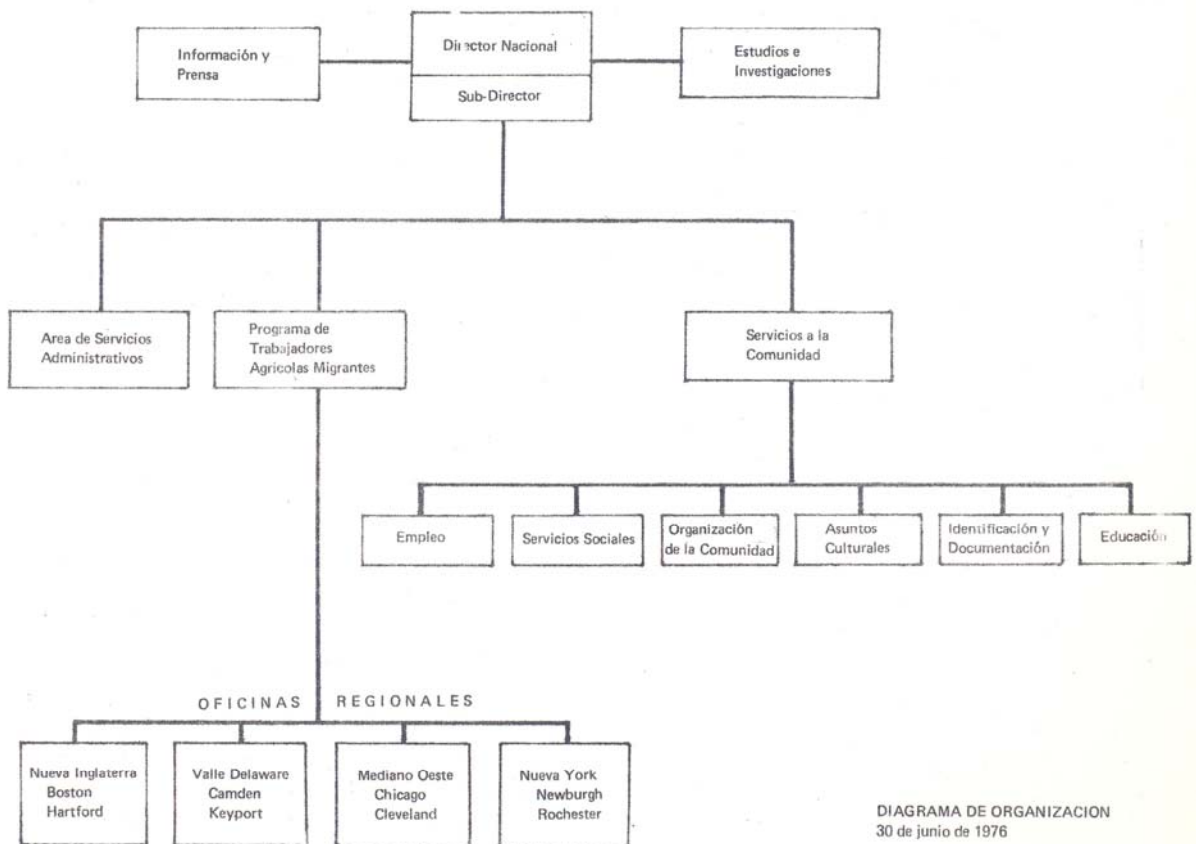 Información y
Prensa
Director Nacional
Sub-Director
Estudios e
Investigaciones
Area de Servicios
Administrativos
Programa de
Trabajadores
Agrícolas Migrantes
Servicios a la
Comunidad
Empleo
Servicios Sociales
Organización
de la Comunidad
Asuntos
Culturales
Identificación y
Documentación
Educación
OFICINAS REGIONALES
Nueva Inglaterra
Boston
Hartford
Valle Delaware
Camden
Keyport
Mediano Oeste
Chicago
Cleveland
Nueva York
Newburgh
Rochester
DIAGRAMA DE ORGANIZACION
30 de junio de 1976